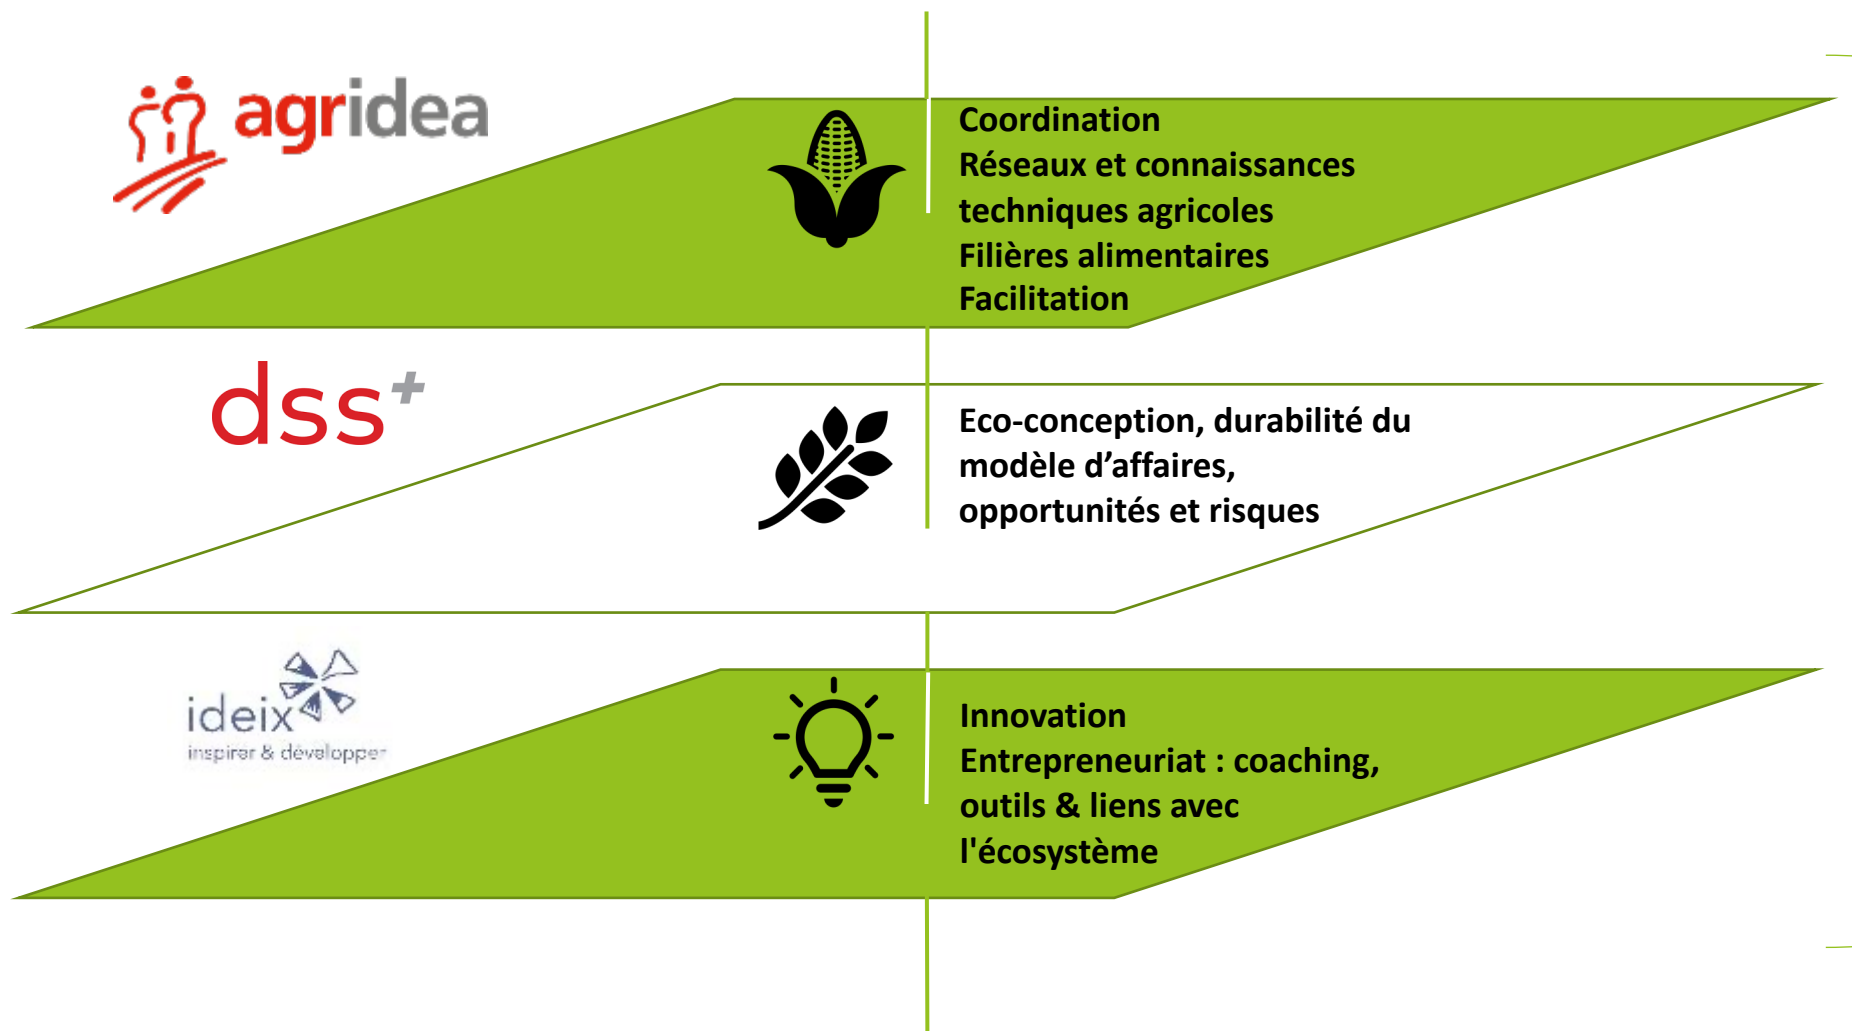 agridea
Coordination
Réseaux et connaissances
techniques agricoles
Filières alimentaires
Facilitation
dss+
Eco-conception, durabilité du
modèle d’affaires,
opportunités et risques
ideix
inspirer & développer
Innovation
Entrepreneuriat : coaching,
outils & liens avec
l'écosystème